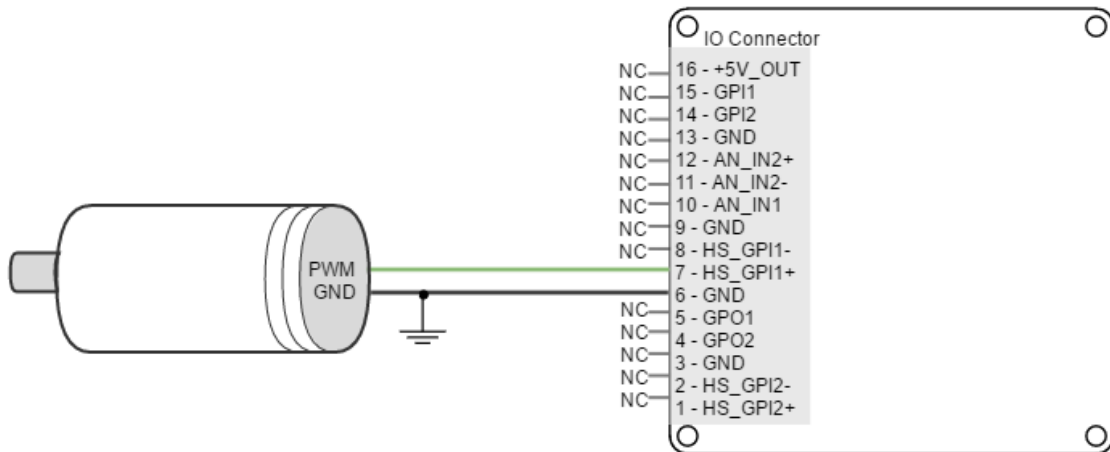 IO Connector
NC 16 - +5V_OUT
NC 15 - GPI1
NC 14 - GPI2
NC 13 - GND
NC 12 - AN_IN2+
NC 11 - AN_IN2-
NC 10 - AN_IN1
NC 9 - GND
NC 8 - HS_GPI1-
PWM 7 - HS_GPI1+
GND 6 - GND
NC 5 - GPO1
NC 4 - GPO2
NC 3 - GND
NC 2 - HS_GPI2-
NC 1 - HS_GPI2+